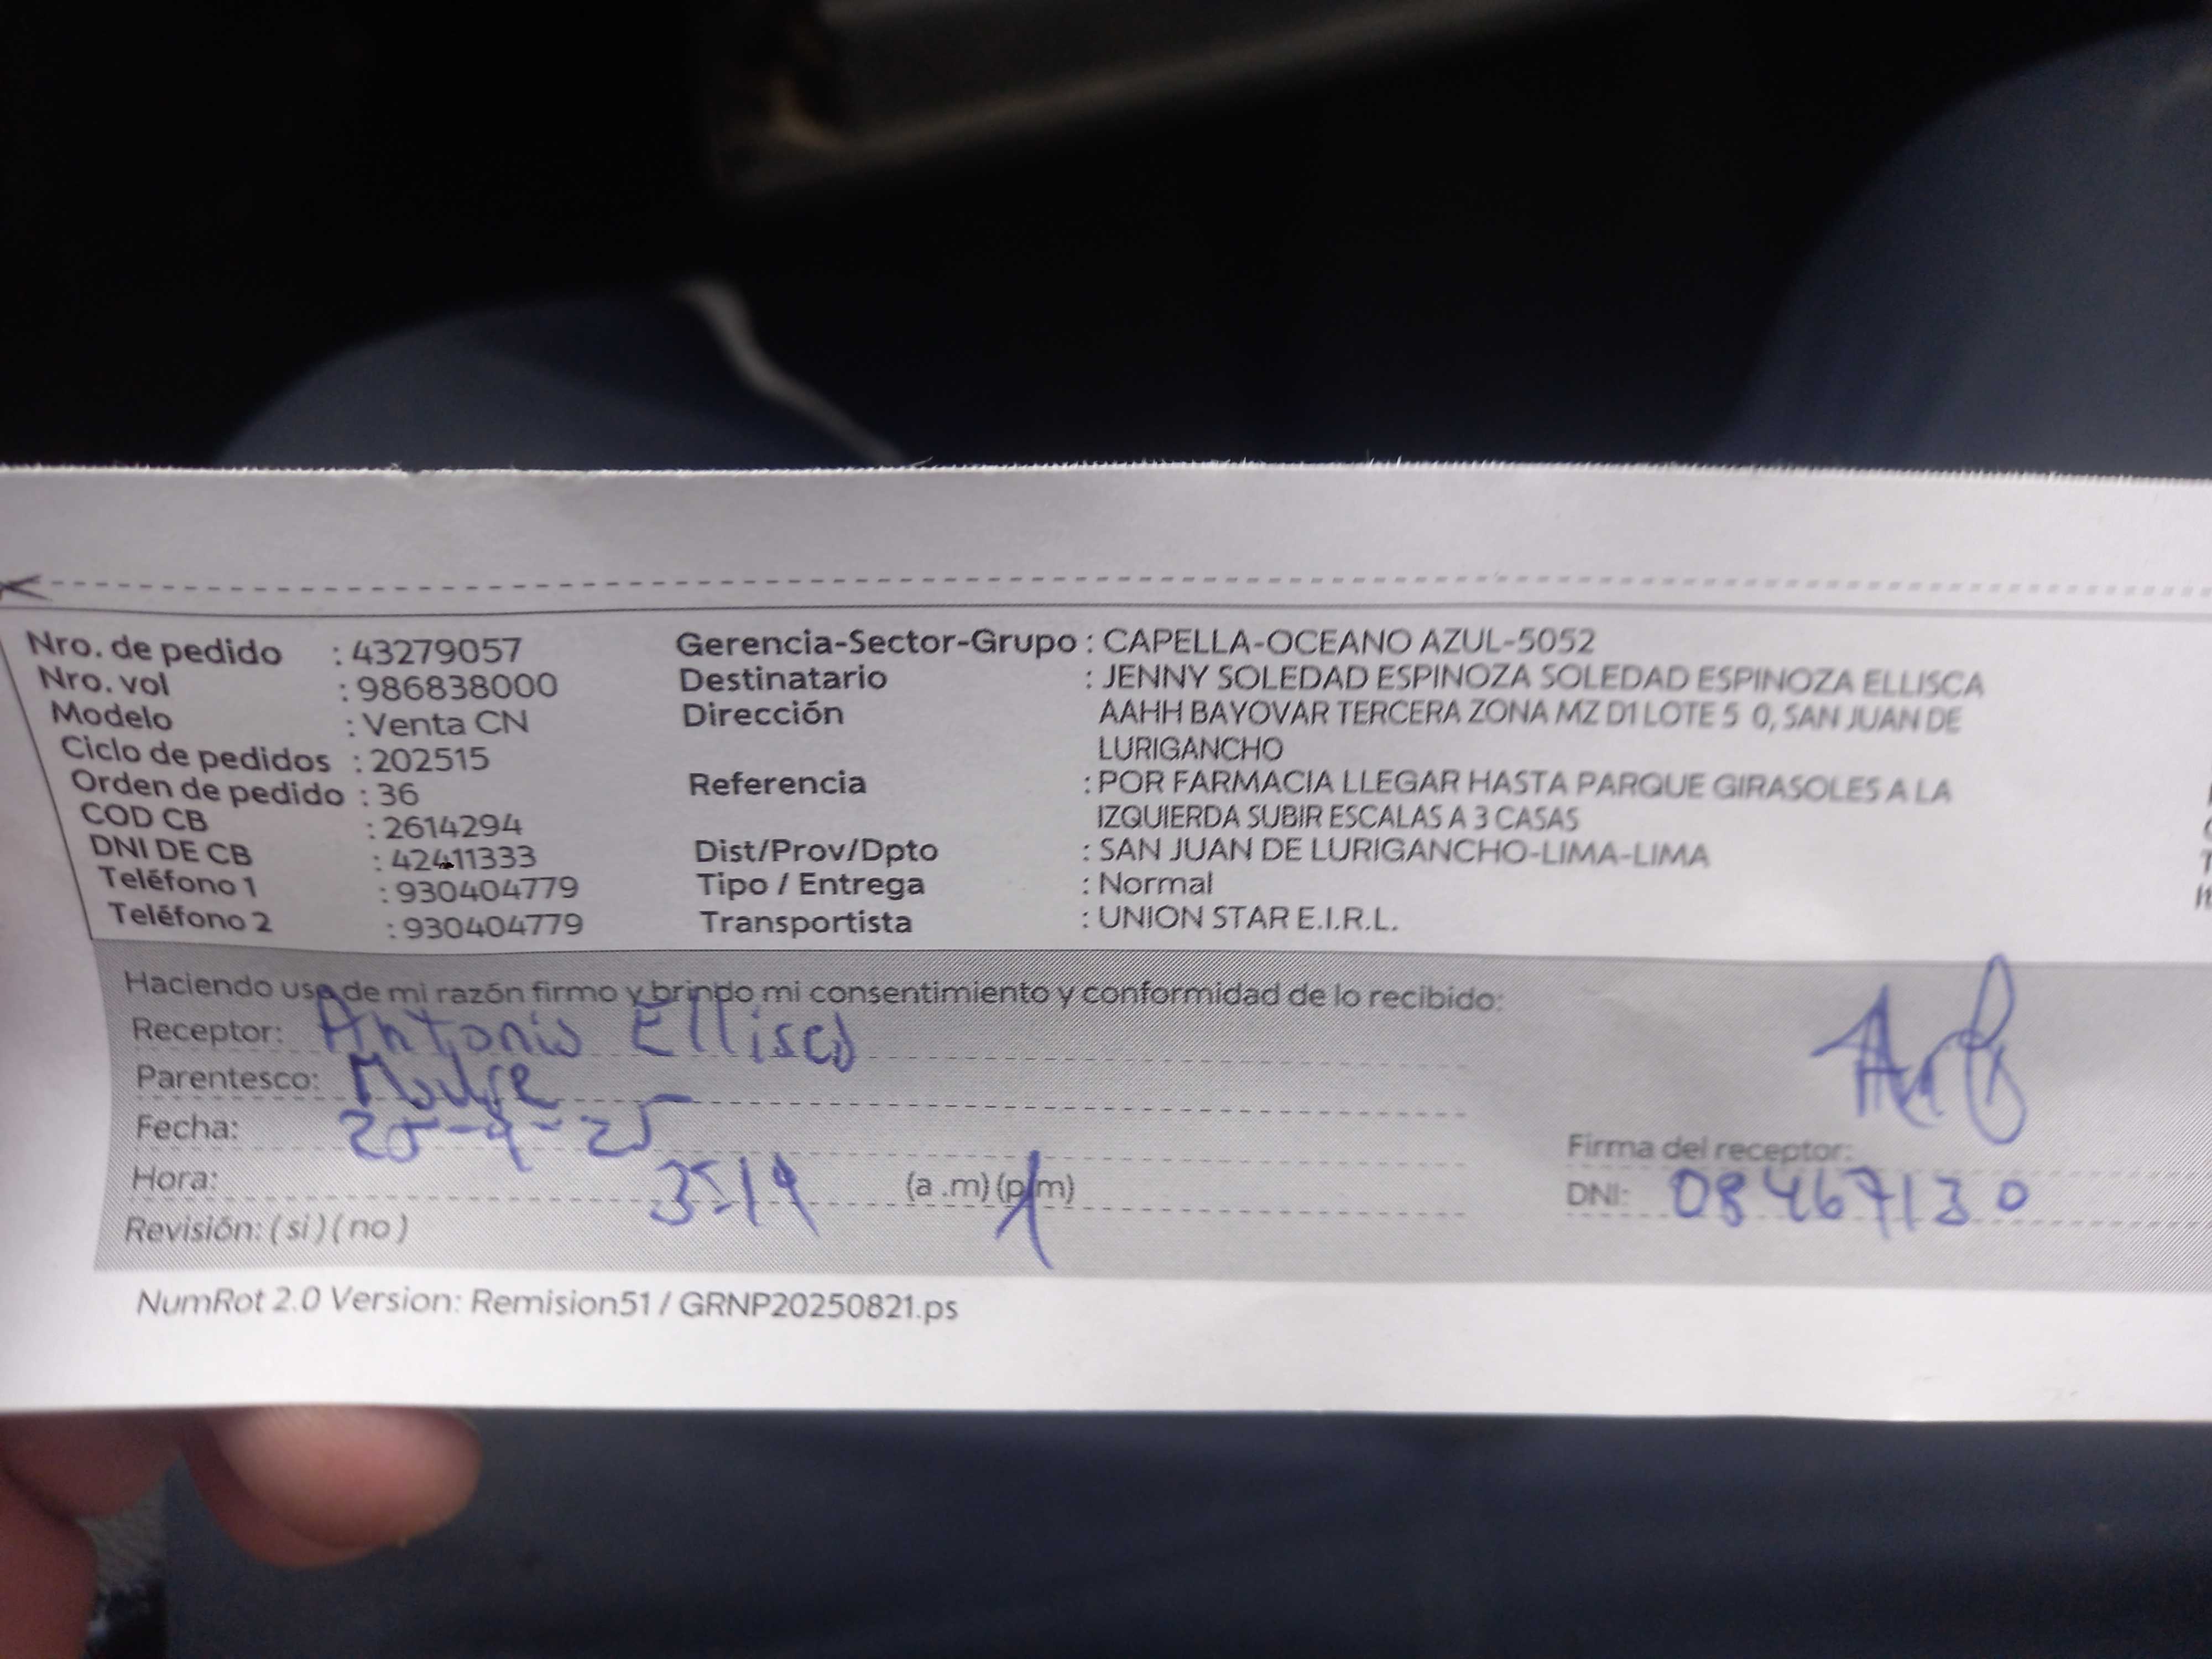 Nro. de pedido : 43279057 Gerencia-Sector-Grupo : CAPELLA-OCEANO AZUL-5052
Nro. vol : 986838000 Destinatario : JENNY SOLEDAD ESPINOZA SOLEDAD ESPINOZA ELLISCA
Modelo : Venta CN Dirección AAHH BAYOVAR TERCERA ZONA MZ D1 LOTE 5 0, SAN JUAN DE
LURIGANCHO
Ciclo de pedidos : 202515
Orden de pedido : 36 Referencia : POR FARMACIA LLEGAR HASTA PARQUE GIRASOLES A LA
IZQUIERDA SUBIR ESCALAS A 3 CASAS
COD CB : 2614294
DNI DE CB : 42411333 Dist/Prov/Dpto : SAN JUAN DE LURIGANCHO-LIMA-LIMA
Teléfono 1 : 930404779 Tipo / Entrega : Normal
Teléfono 2 : 930404779 Transportista : UNION STAR E.I.R.L.
Haciendo uso de mi razón firmo y brindo mi consentimiento y conformidad de lo recibido:
Receptor: Antonia Ellisca
Parentesco: Madre
Fecha: 25-9-25
Firma del receptor:
Hora: 3:19 (a .m) (p.m)
DNI: 08467130
Revisión: ( si ) ( no )
NumRot 2.0 Version: Remision51 / GRNP20250821.ps